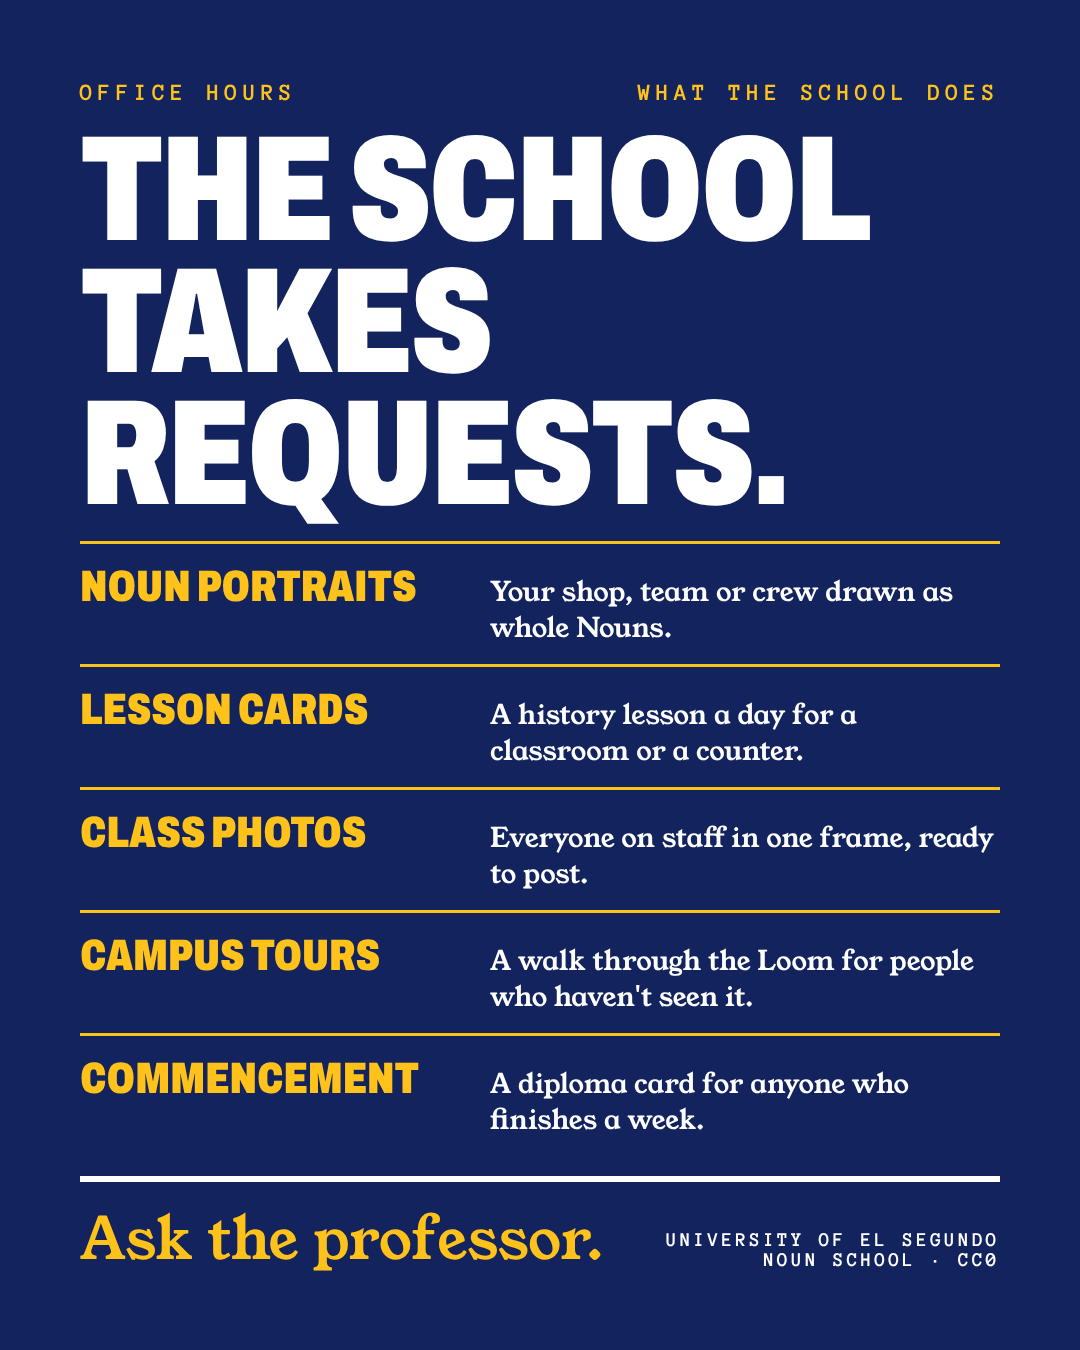 OFFICE HOURS
WHAT THE SCHOOL DOES
THE SCHOOL
TAKES
REQUESTS.
NOUN PORTRAITS
Your shop, team or crew drawn as
whole Nouns.
LESSON CARDS
A history lesson a day for a
classroom or a counter.
CLASS PHOTOS
Everyone on staff in one frame, ready
to post.
CAMPUS TOURS
A walk through the Loom for people
who haven't seen it.
COMMENCEMENT
A diploma card for anyone who
finishes a week.
Ask the professor.
UNIVERSITY OF EL SEGUNDO
NOUN SCHOOL · CC0